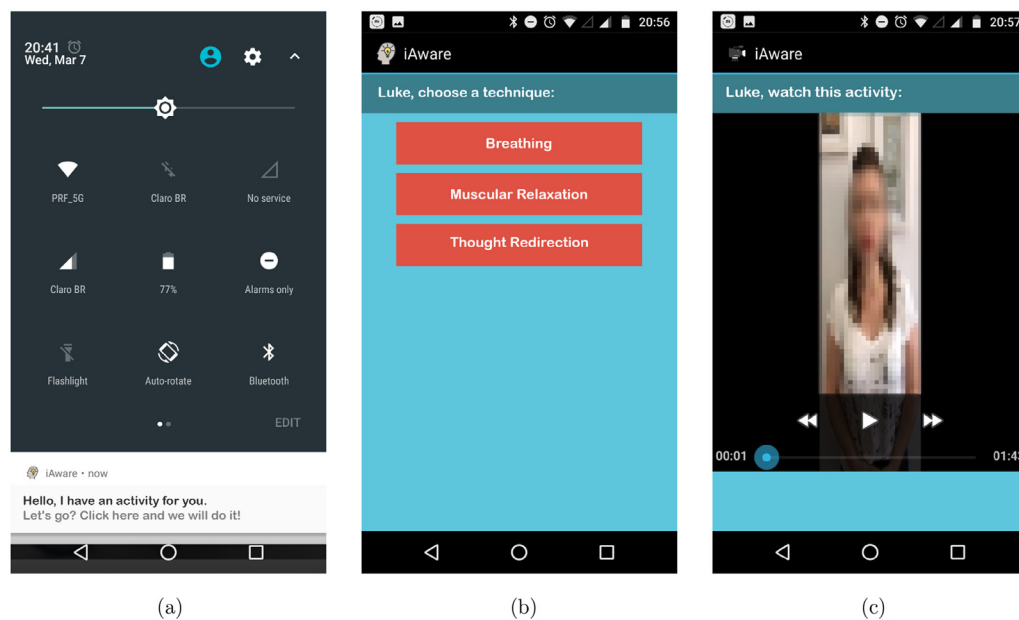 20:41
Wed, Mar 7
PRF_5G
Claro BR
No service
Claro BR
77%
Alarms only
Flashlight
Auto-rotate
Bluetooth
EDIT
iAware • now
Hello, I have an activity for you.
Let's go? Click here and we will do it!
(a)
20:56
iAware
Luke, choose a technique:
Breathing
Muscular Relaxation
Thought Redirection
(b)
20:57
iAware
Luke, watch this activity:
00:01
01:43
(c)